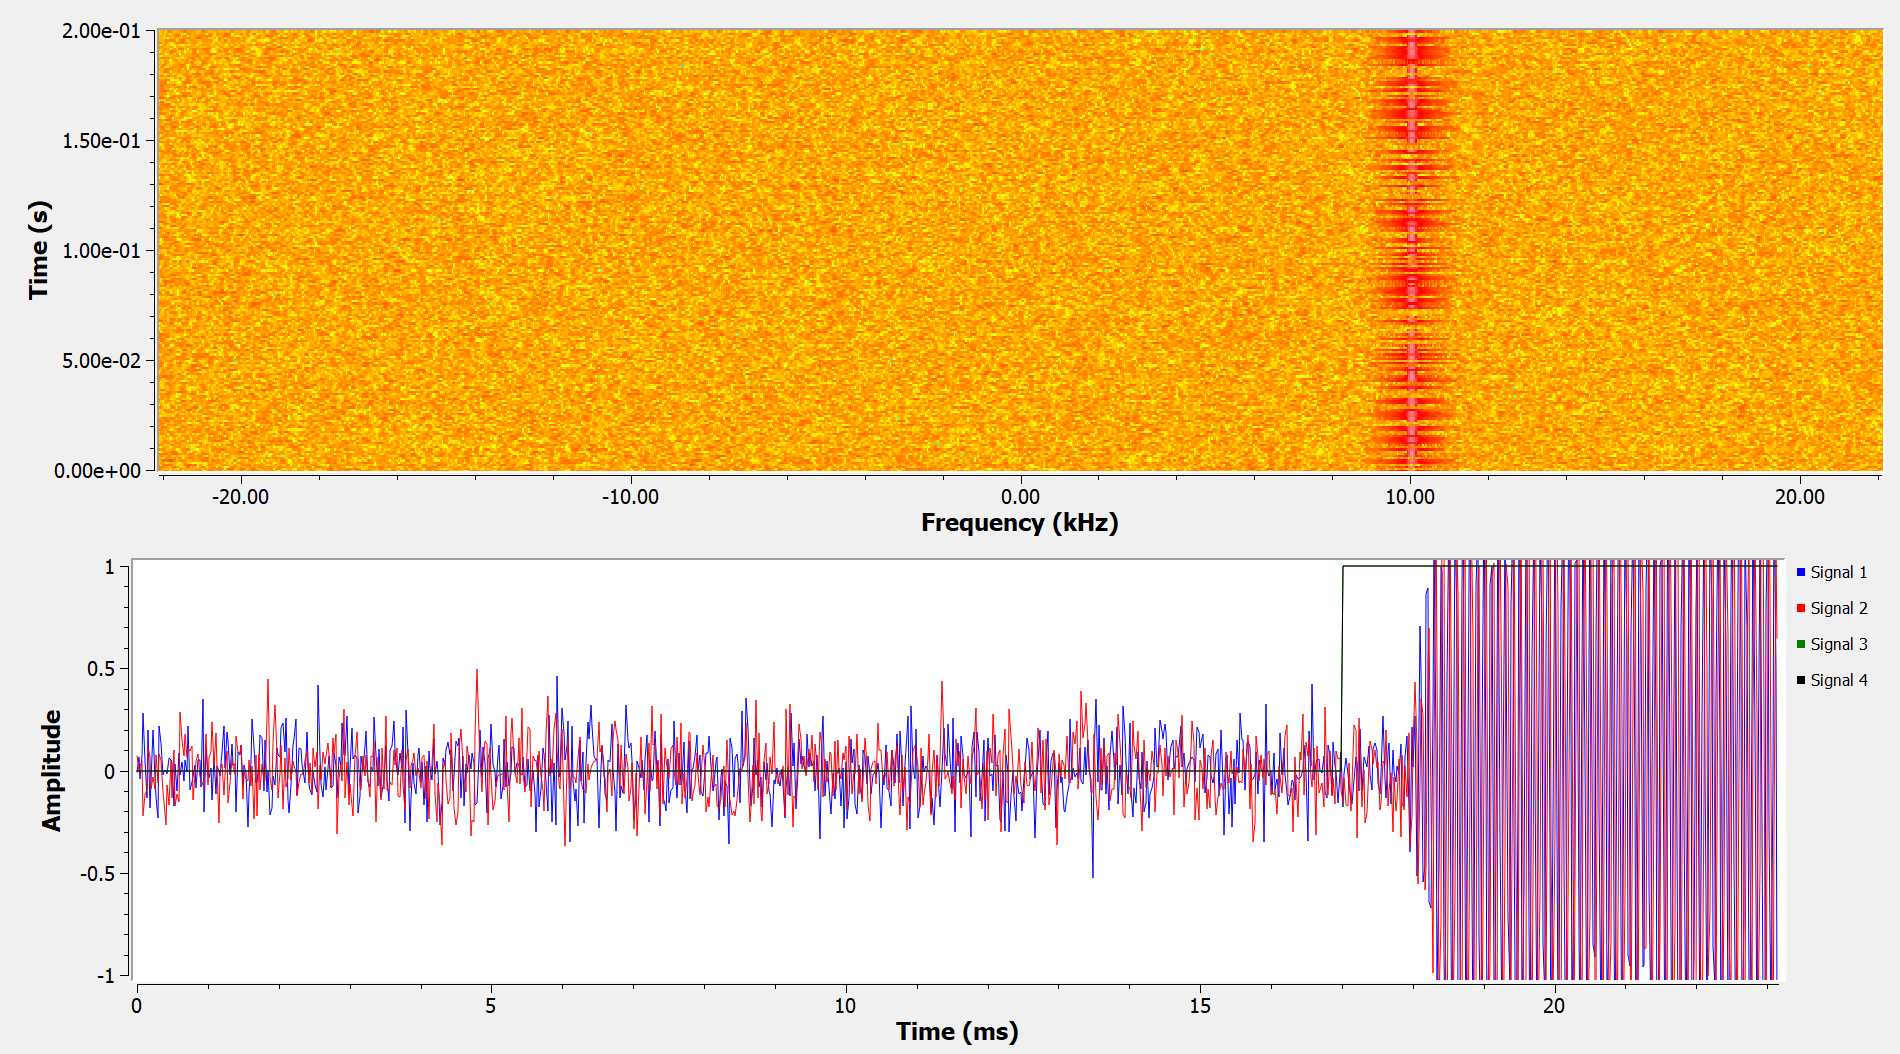 2.00e-01
1.50e-01
1.00e-01
5.00e-02
0.00e+00
Time (s)
-20.00 -10.00 0.00 10.00 20.00
Frequency (kHz)
1
0.5
0
-0.5
-1
Amplitude
0 5 10 15 20
Time (ms)
Signal 1
Signal 2
Signal 3
Signal 4